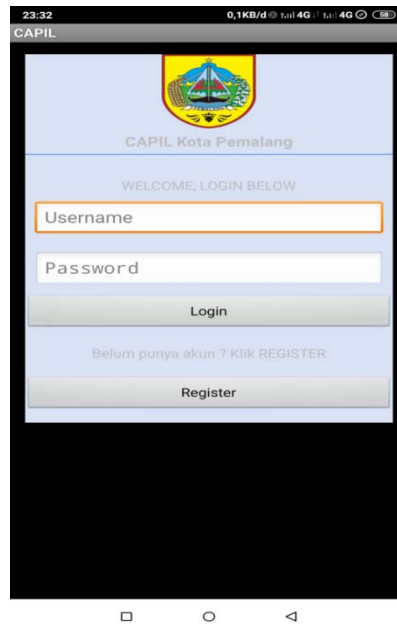 23:32 0,1KB/d 4G 4G 58
CAPIL
CAPIL Kota Pemalang
WELCOME, LOGIN BELOW
Username
Password
Login
Belum punya akun ? Klik REGISTER
Register